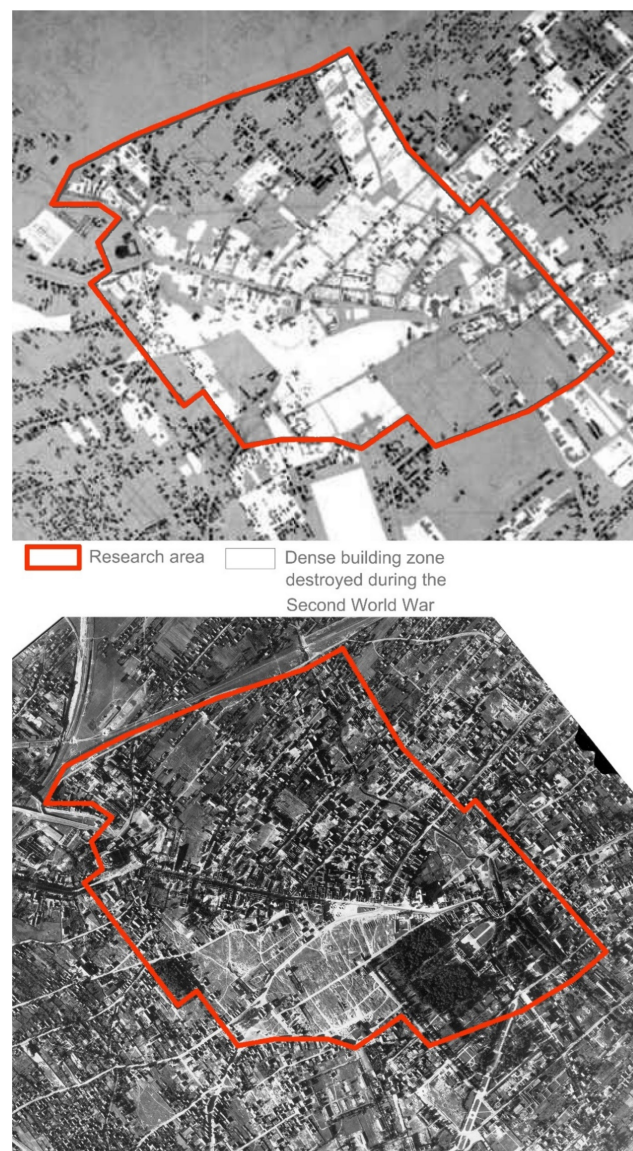 Research area
Dense building zone
destroyed during the
Second World War